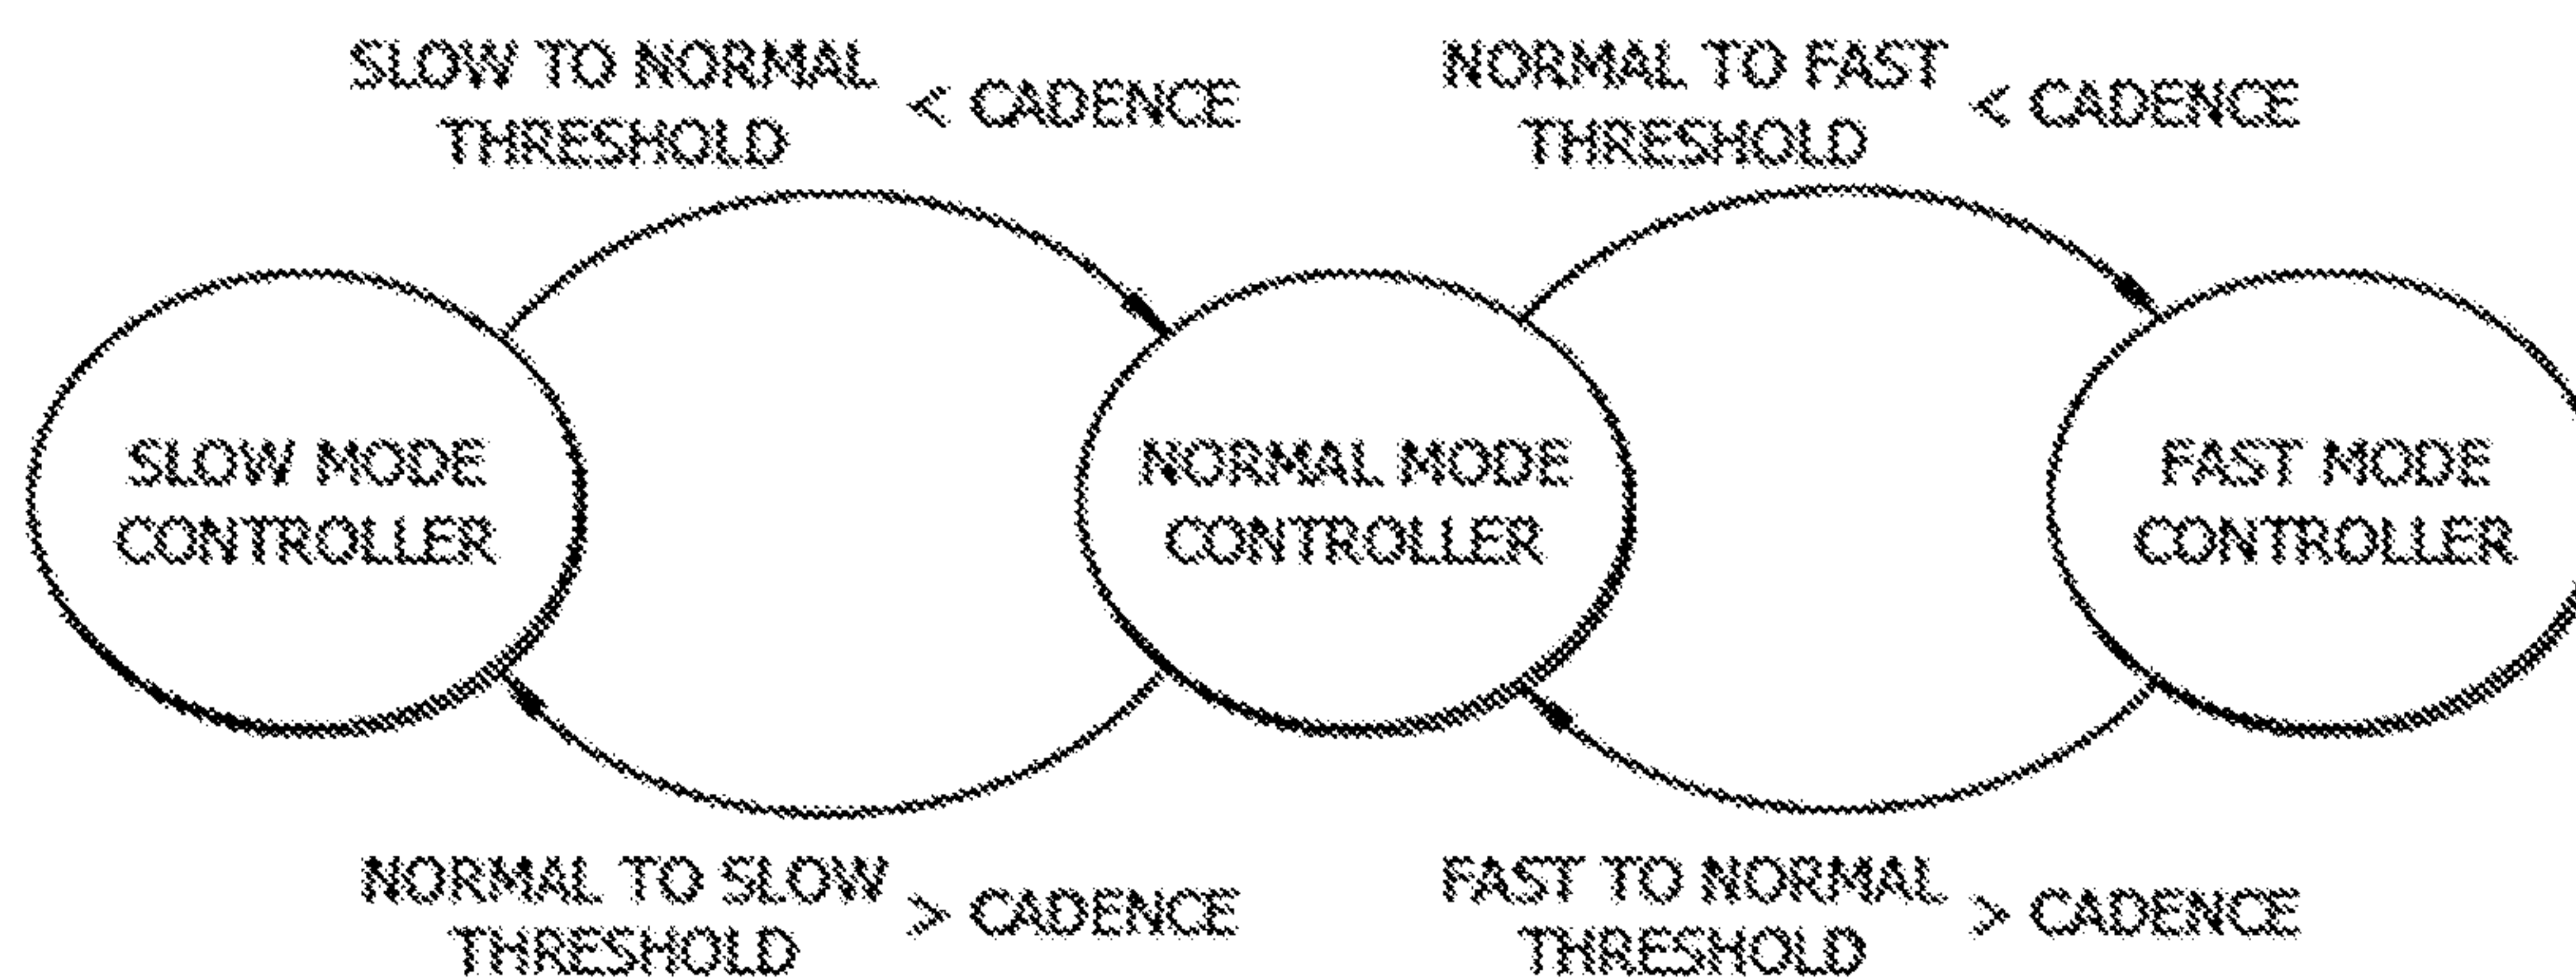 SLOW TO NORMAL
THRESHOLD
< CADENCE
NORMAL TO FAST
THRESHOLD
< CADENCE
SLOW MODE
CONTROLLER
NORMAL MODE
CONTROLLER
FAST MODE
CONTROLLER
NORMAL TO SLOW
THRESHOLD
> CADENCE
FAST TO NORMAL
THRESHOLD
> CADENCE